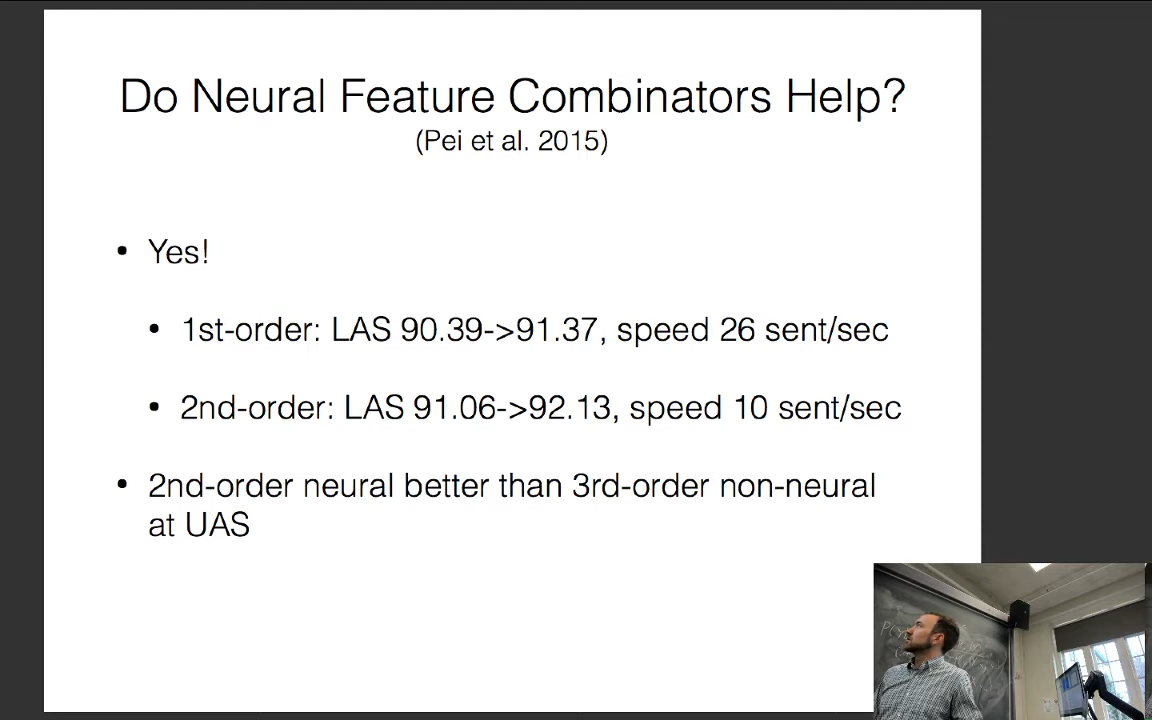 Do Neural Feature Combinators Help?
(Pei et al. 2015)
• Yes!
• 1st-order: LAS 90.39->91.37, speed 26 sent/sec
• 2nd-order: LAS 91.06->92.13, speed 10 sent/sec
• 2nd-order neural better than 3rd-order non-neural
at UAS